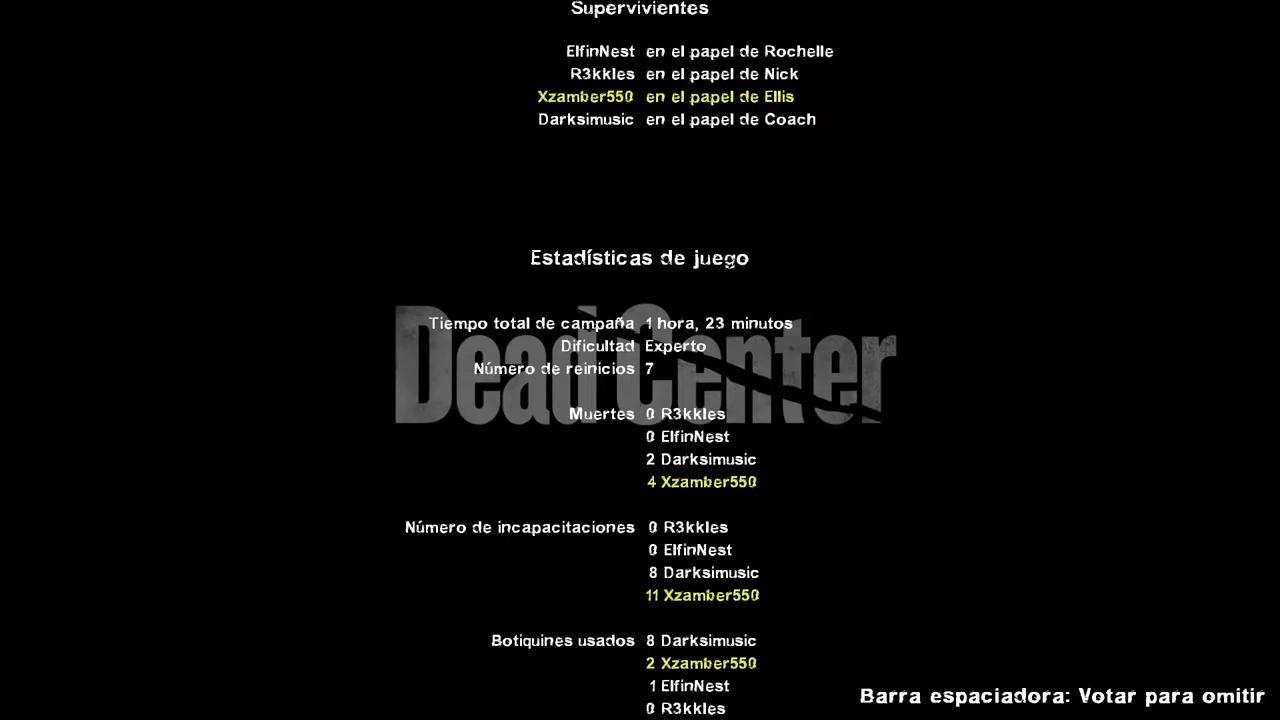 Supervivientes
ElfinNest en el papel de Rochelle
R3kkles en el papel de Nick
Xzamber550 en el papel de Ellis
Darksimusic en el papel de Coach
Estadísticas de juego
Dead Center
Tiempo total de campaña 1 hora, 23 minutos
Dificultad Experto
Número de reinicios 7
Muertes 0 R3kkles
0 ElfinNest
2 Darksimusic
4 Xzamber550
Número de incapacitaciones 0 R3kkles
0 ElfinNest
8 Darksimusic
11 Xzamber550
Botiquines usados 8 Darksimusic
2 Xzamber550
1 ElfinNest
0 R3kkles
Barra espaciadora: Votar para omitir